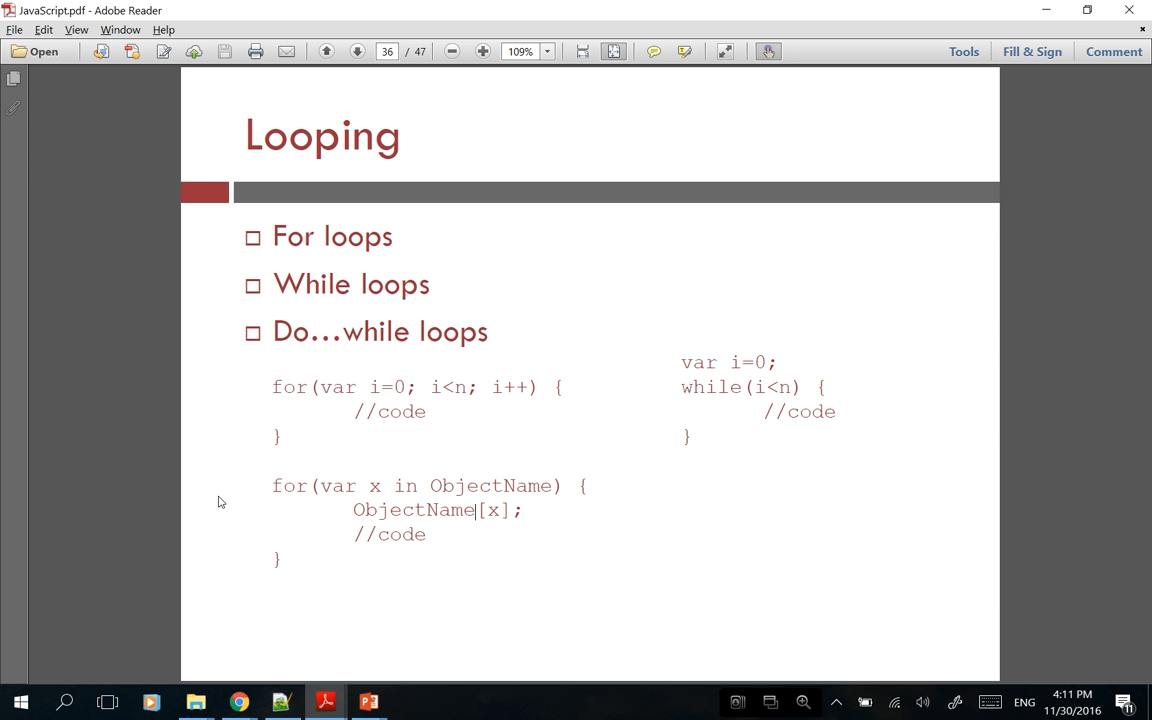 JavaScript.pdf - Adobe Reader
File Edit View Window Help
Open 36 / 47 109% Tools Fill & Sign Comment
Looping
For loops
While loops
Do...while loops
for(var i=0; i<n; i++) {
//code
}
var i=0;
while(i<n) {
//code
}
for(var x in ObjectName) {
ObjectName[x];
//code
}
ENG
4:11 PM
11/30/2016
11